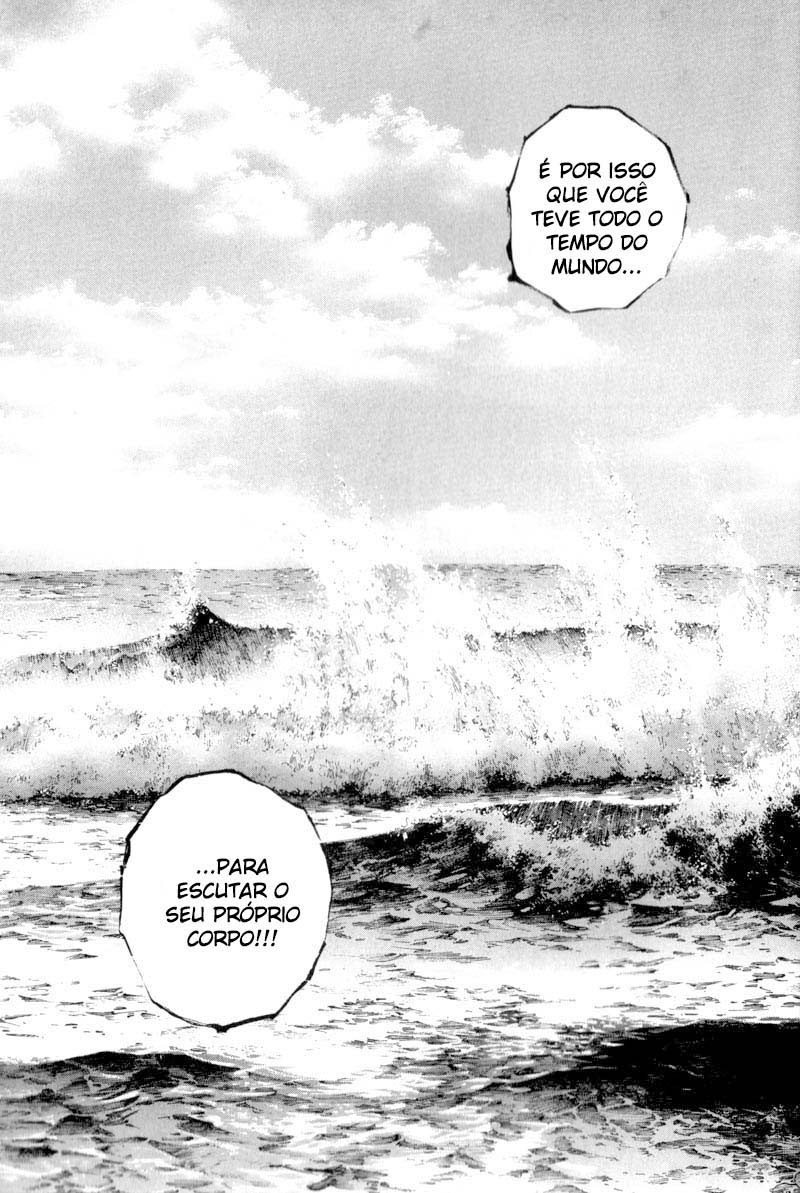 É POR ISSO
QUE VOCÊ
TEVE TODO O
TEMPO DO
MUNDO...
...PARA
ESCUTAR O
SEU PRÓPRIO
CORPO!!!